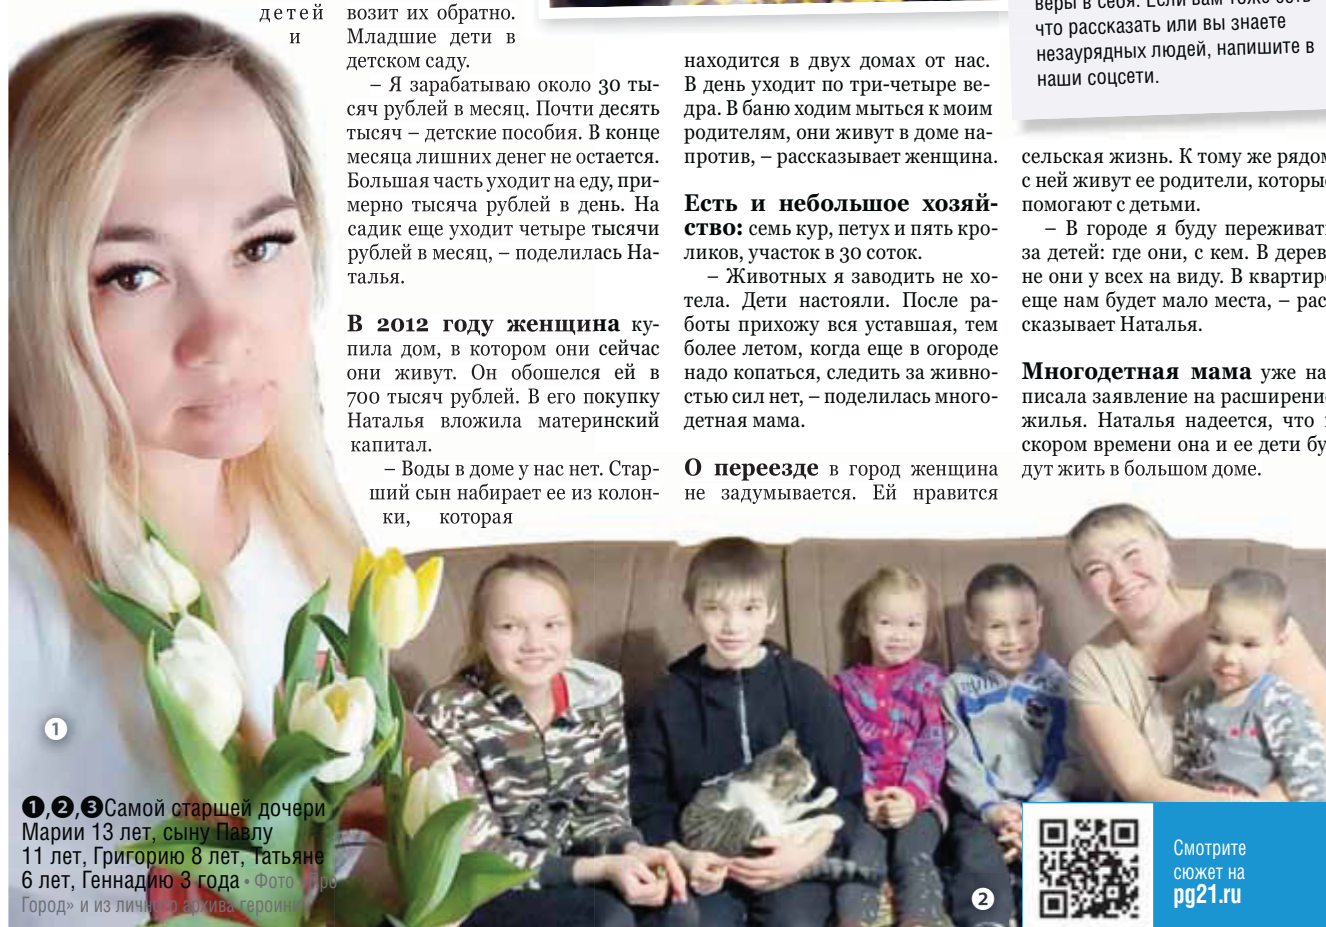 детей
и
возит их обратно.
Младшие дети в
детском саду.
– Я зарабатываю около 30 ты-
сяч рублей в месяц. Почти десять
тысяч – детские пособия. В конце
месяца лишних денег не остается.
Большая часть уходит на еду, при-
мерно тысяча рублей в день. На
садик еще уходит четыре тысячи
рублей в месяц, – поделилась На-
талья.
В 2012 году женщина ку-
пила дом, в котором они сейчас
они живут. Он обошелся ей в
700 тысяч рублей. В его покупку
Наталья вложила материнский
капитал.
– Воды в доме у нас нет. Стар-
ший сын набирает ее из колон-
ки, которая
находится в двух домах от нас.
В день уходит по три-четыре ве-
дра. В баню ходим мыться к моим
родителям, они живут в доме на-
против, – рассказывает женщина.
Есть и небольшое хозяй-
ство: семь кур, петух и пять кро-
ликов, участок в 30 соток.
– Животных я заводить не хо-
тела. Дети настояли. После ра-
боты прихожу вся уставшая, тем
более летом, когда еще в огороде
надо копаться, следить за живно-
стью сил нет, – поделилась много-
детная мама.
О переезде в город женщина
не задумывается. Ей нравится
веры в себя. Если вам тоже есть
что рассказать или вы знаете
незаурядных людей, напишите в
наши соцсети.
сельская жизнь. К тому же рядом
с ней живут ее родители, которые
помогают с детьми.
– В городе я буду переживать
за детей: где они, с кем. В дерев-
не они у всех на виду. В квартире
еще нам будет мало места, – рас-
сказывает Наталья.
Многодетная мама уже на-
писала заявление на расширение
жилья. Наталья надеется, что
скором времени она и ее дети бу-
дут жить в большом доме.
1
❶,❷,❸Самой старшей дочери
Марии 13 лет, сыну Павлу
11 лет, Григорию 8 лет, Татьяне
6 лет, Геннадию 3 года • Фото «Про
Город» и из личного архива героини
2
Смотрите
сюжет на
pg21.ru